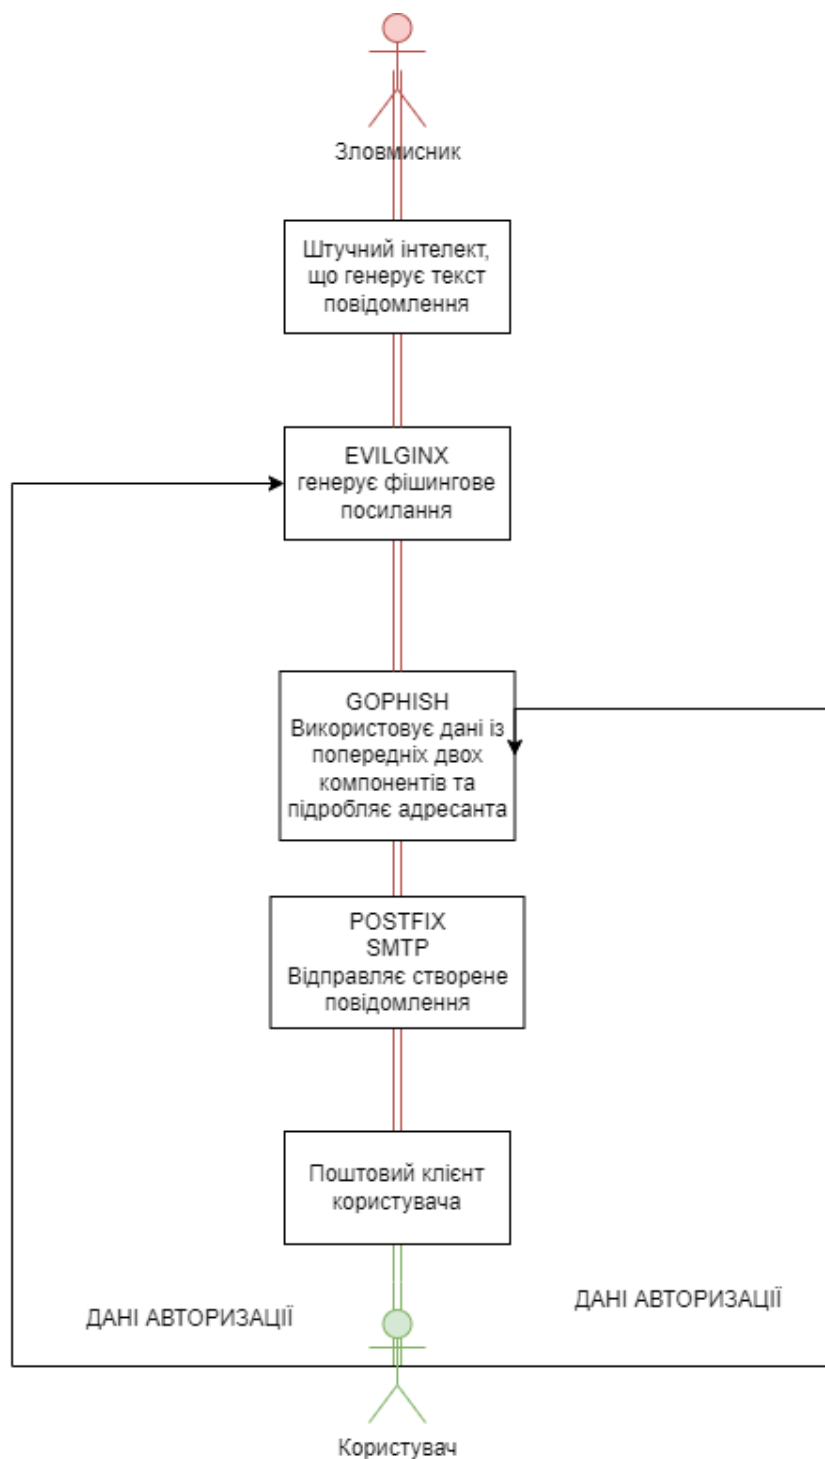 Зловмисник
Штучний інтелект,
що генерує текст
повідомлення
EVILGINX
генерує фішингове
посилання
GOPHISH
Використовує дані із
попередніх двох
компонентів та
підробляє адресанта
POSTFIX
SMTP
Відправляє створене
повідомлення
Поштовий клієнт
користувача
ДАНІ АВТОРИЗАЦІЇ
ДАНІ АВТОРИЗАЦІЇ
Користувач